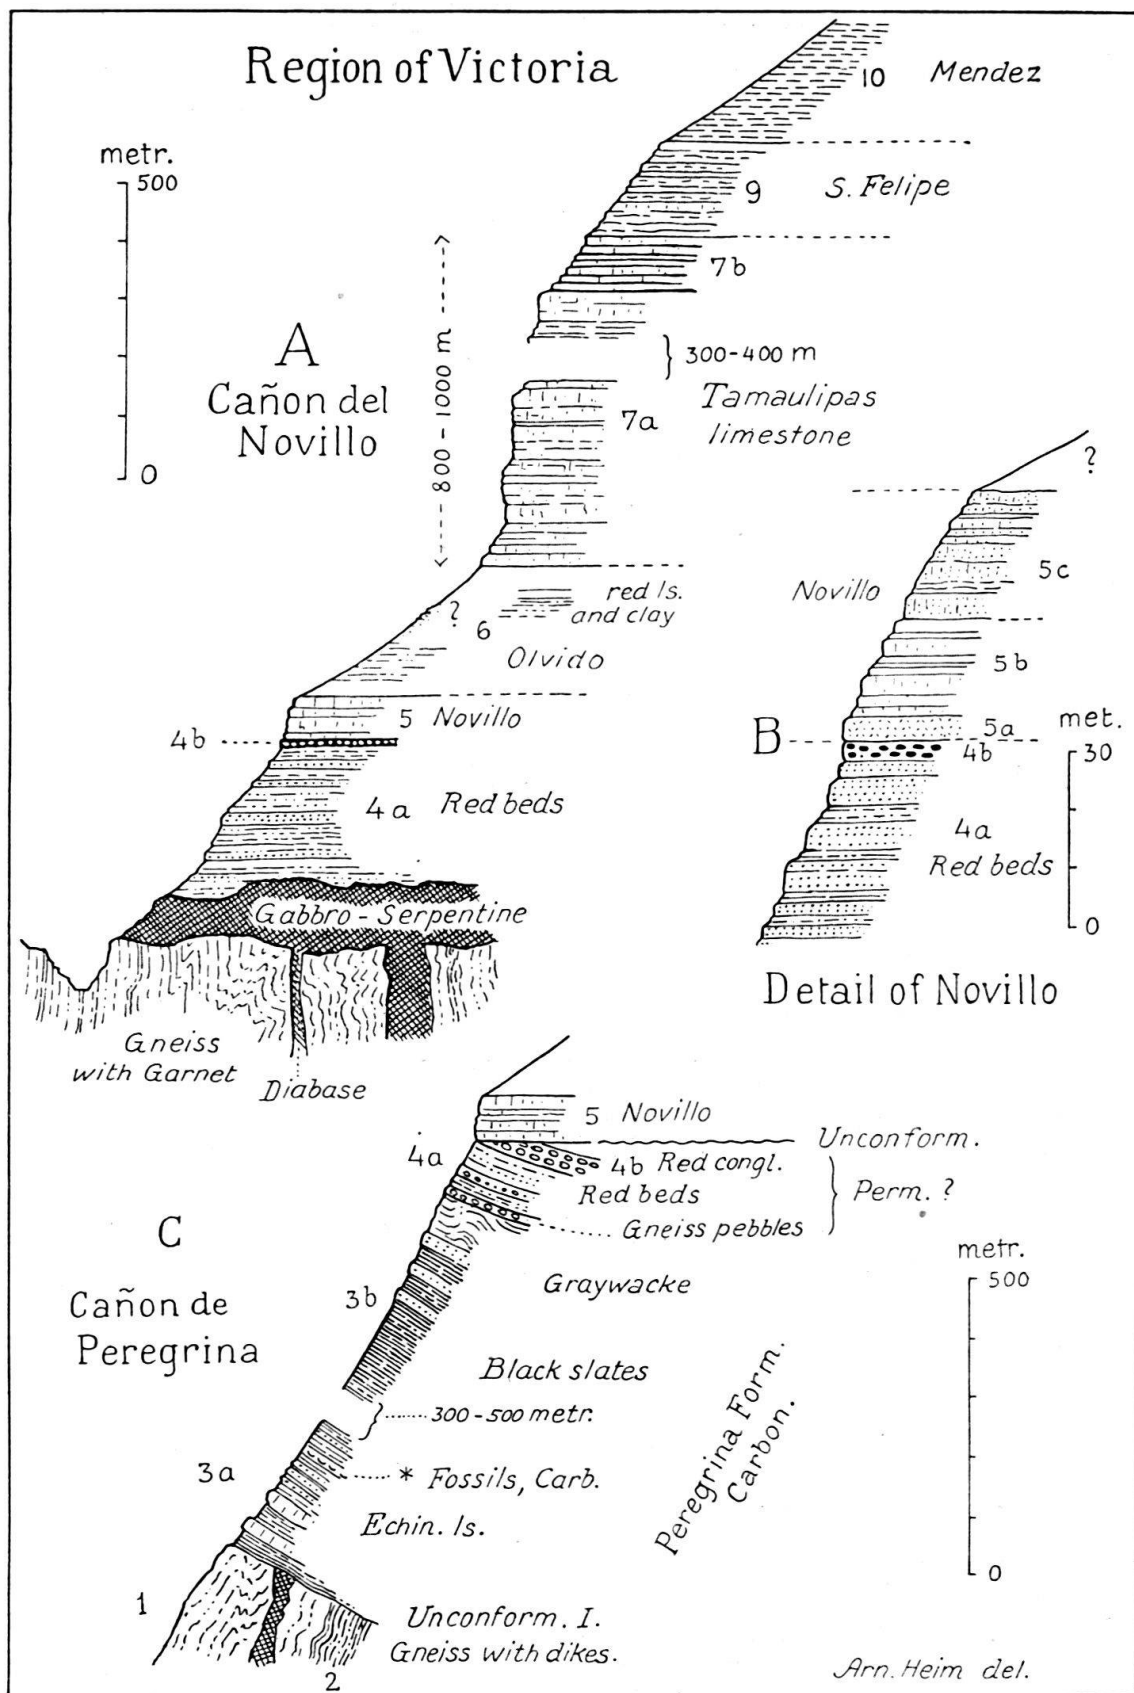 Region of Victoria
metr.
500
0
A
Cañon del
Novillo
800-1000 m
10 Mendez
9 S. Felipe
7b
300-400 m
7a Tamaulipas
limestone
red ls.
and clay
? 6
Olvido
5 Novillo
4b
4a Red beds
Gabbro - Serpentine
Gneiss
with Garnet
Diabase
?
Novillo 5c
5b
B
5a
4b
met.
30
4a
Red beds
0
Detail of Novillo
5 Novillo
Unconform.
4a
4b Red congl.
Red beds
Perm. ?
Gneiss pebbles
C
Cañon de
Peregrina
3b
Graywacke
Black slates
300-500 metr.
3a
* Fossils, Carb.
Echin. ls.
Peregrina Form.
Carbon.
metr.
500
0
1
Unconform. I.
Gneiss with dikes.
2
Arn. Heim del.